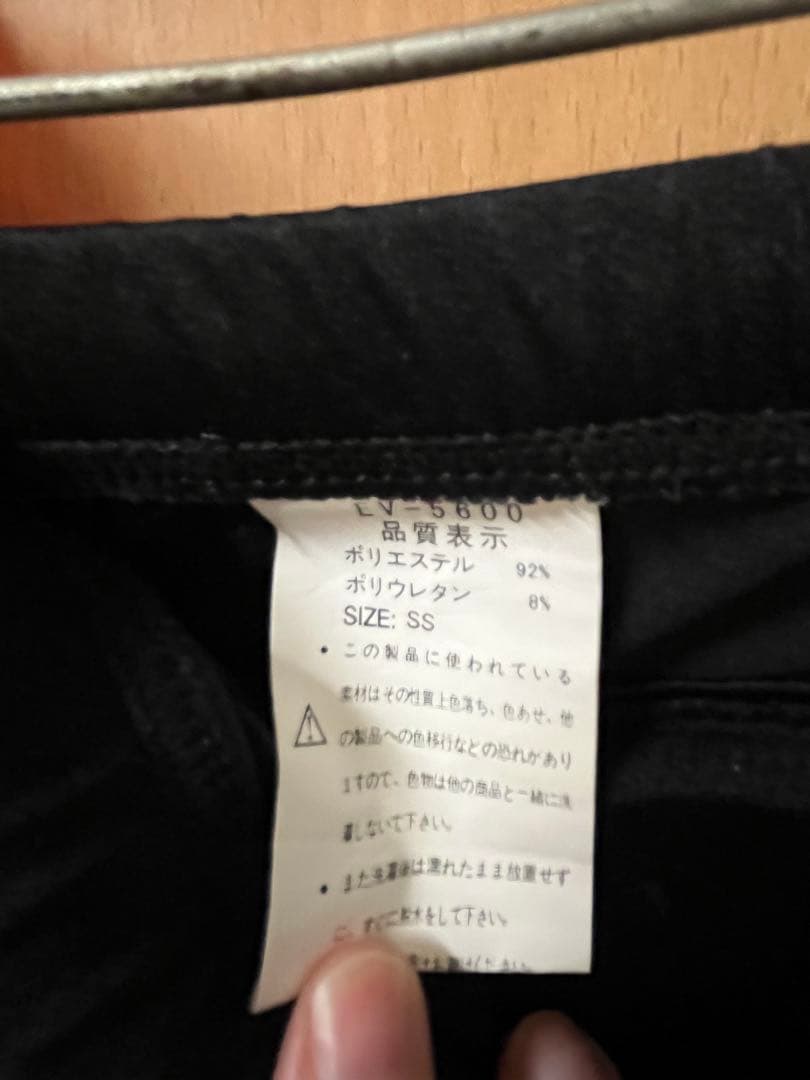 LV-5600
品質表示
ポリエステル 92%
ポリウレタン 8%
SIZE: SS
・この製品に使われている
素材はその性質上色落ち、色あせ、他
の製品への色移行などの恐れがあり
ますので、色物は他の商品と一緒に洗
濯しないで下さい。
・また洗濯後は濡れたまま放置せず
に、すぐに脱水をして下さい。